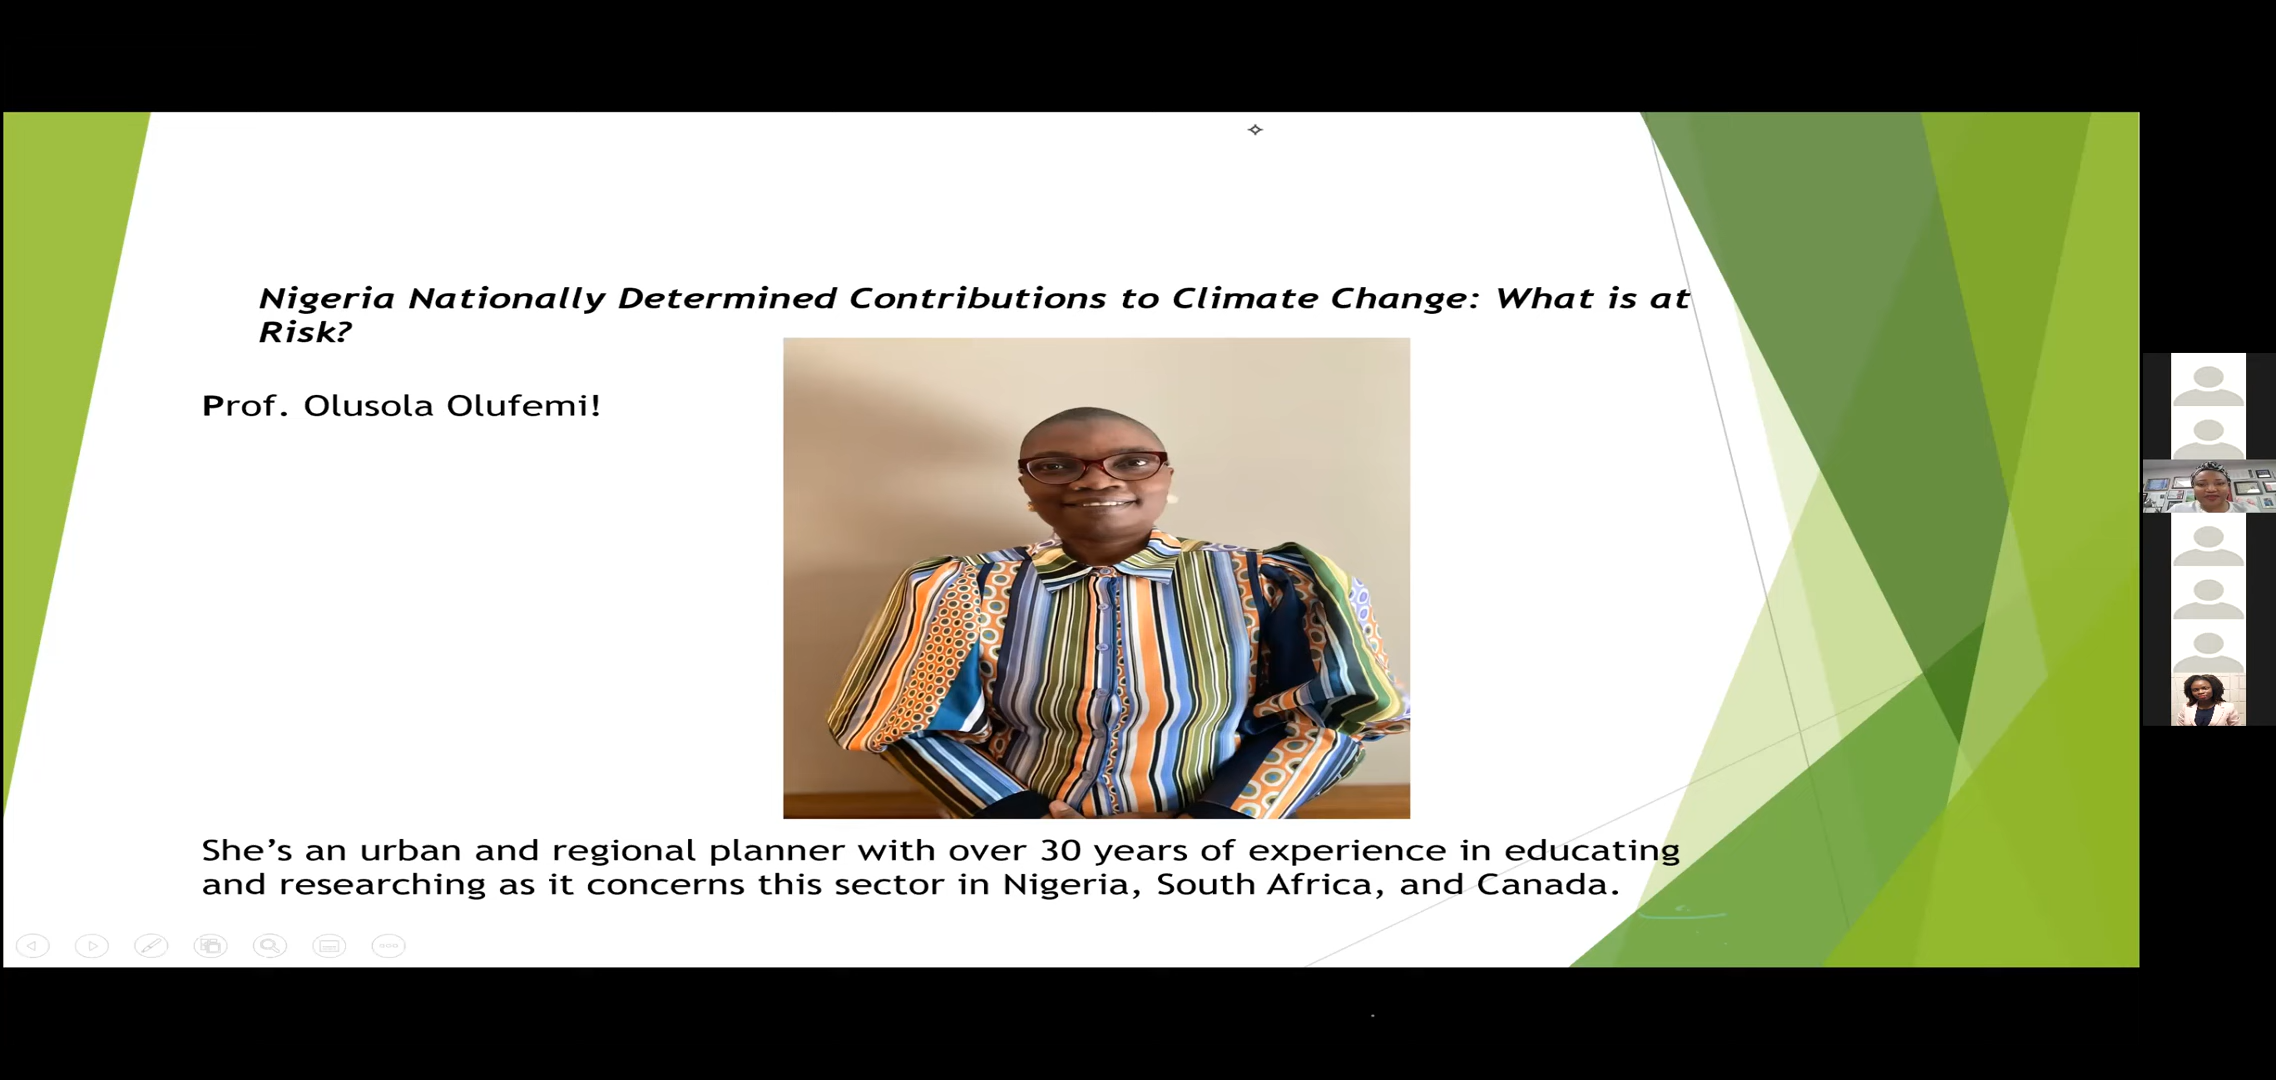 Nigeria Nationally Determined Contributions to Climate Change: What is at
Risk?
Prof. Olusola Olufemi!
She’s an urban and regional planner with over 30 years of experience in educating
and researching as it concerns this sector in Nigeria, South Africa, and Canada.